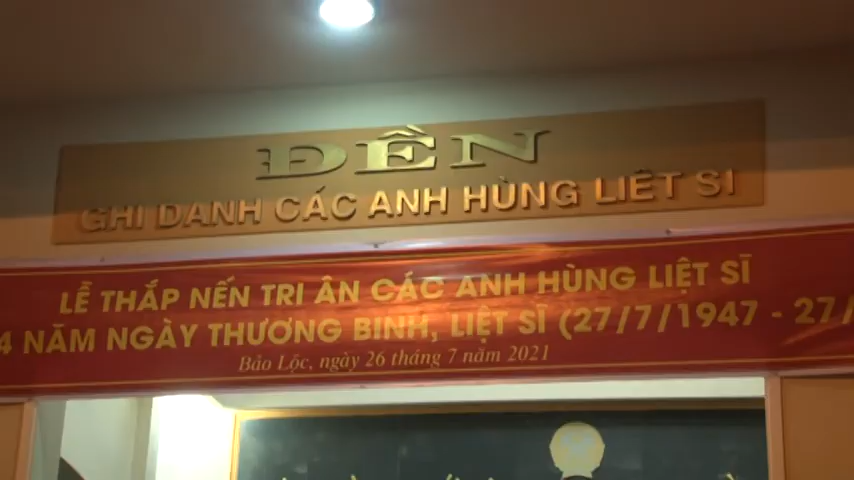 ĐỀN
GHI DANH CÁC ANH HÙNG LIỆT SĨ
LỄ THẮP NẾN TRI ÂN CÁC ANH HÙNG LIỆT SĨ
4 NĂM NGÀY THƯƠNG BINH, LIỆT SĨ (27/7/1947 - 27/
Bảo Lộc, ngày 26 tháng 7 năm 2021